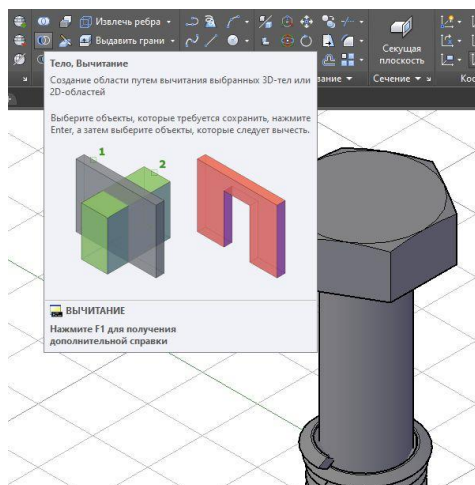 Извлечь ребра
Выдавить грани
Секущая
плоскость
Сечение
Тело, Вычитание
Создание области путем вычитания выбранных 3D-тел или
2D-областей
Выберите объекты, которые требуется сохранить, нажмите
Enter, а затем выберите объекты, которые следует вычесть.
1
2
ВЫЧИТАНИЕ
Нажмите F1 для получения
дополнительной справки